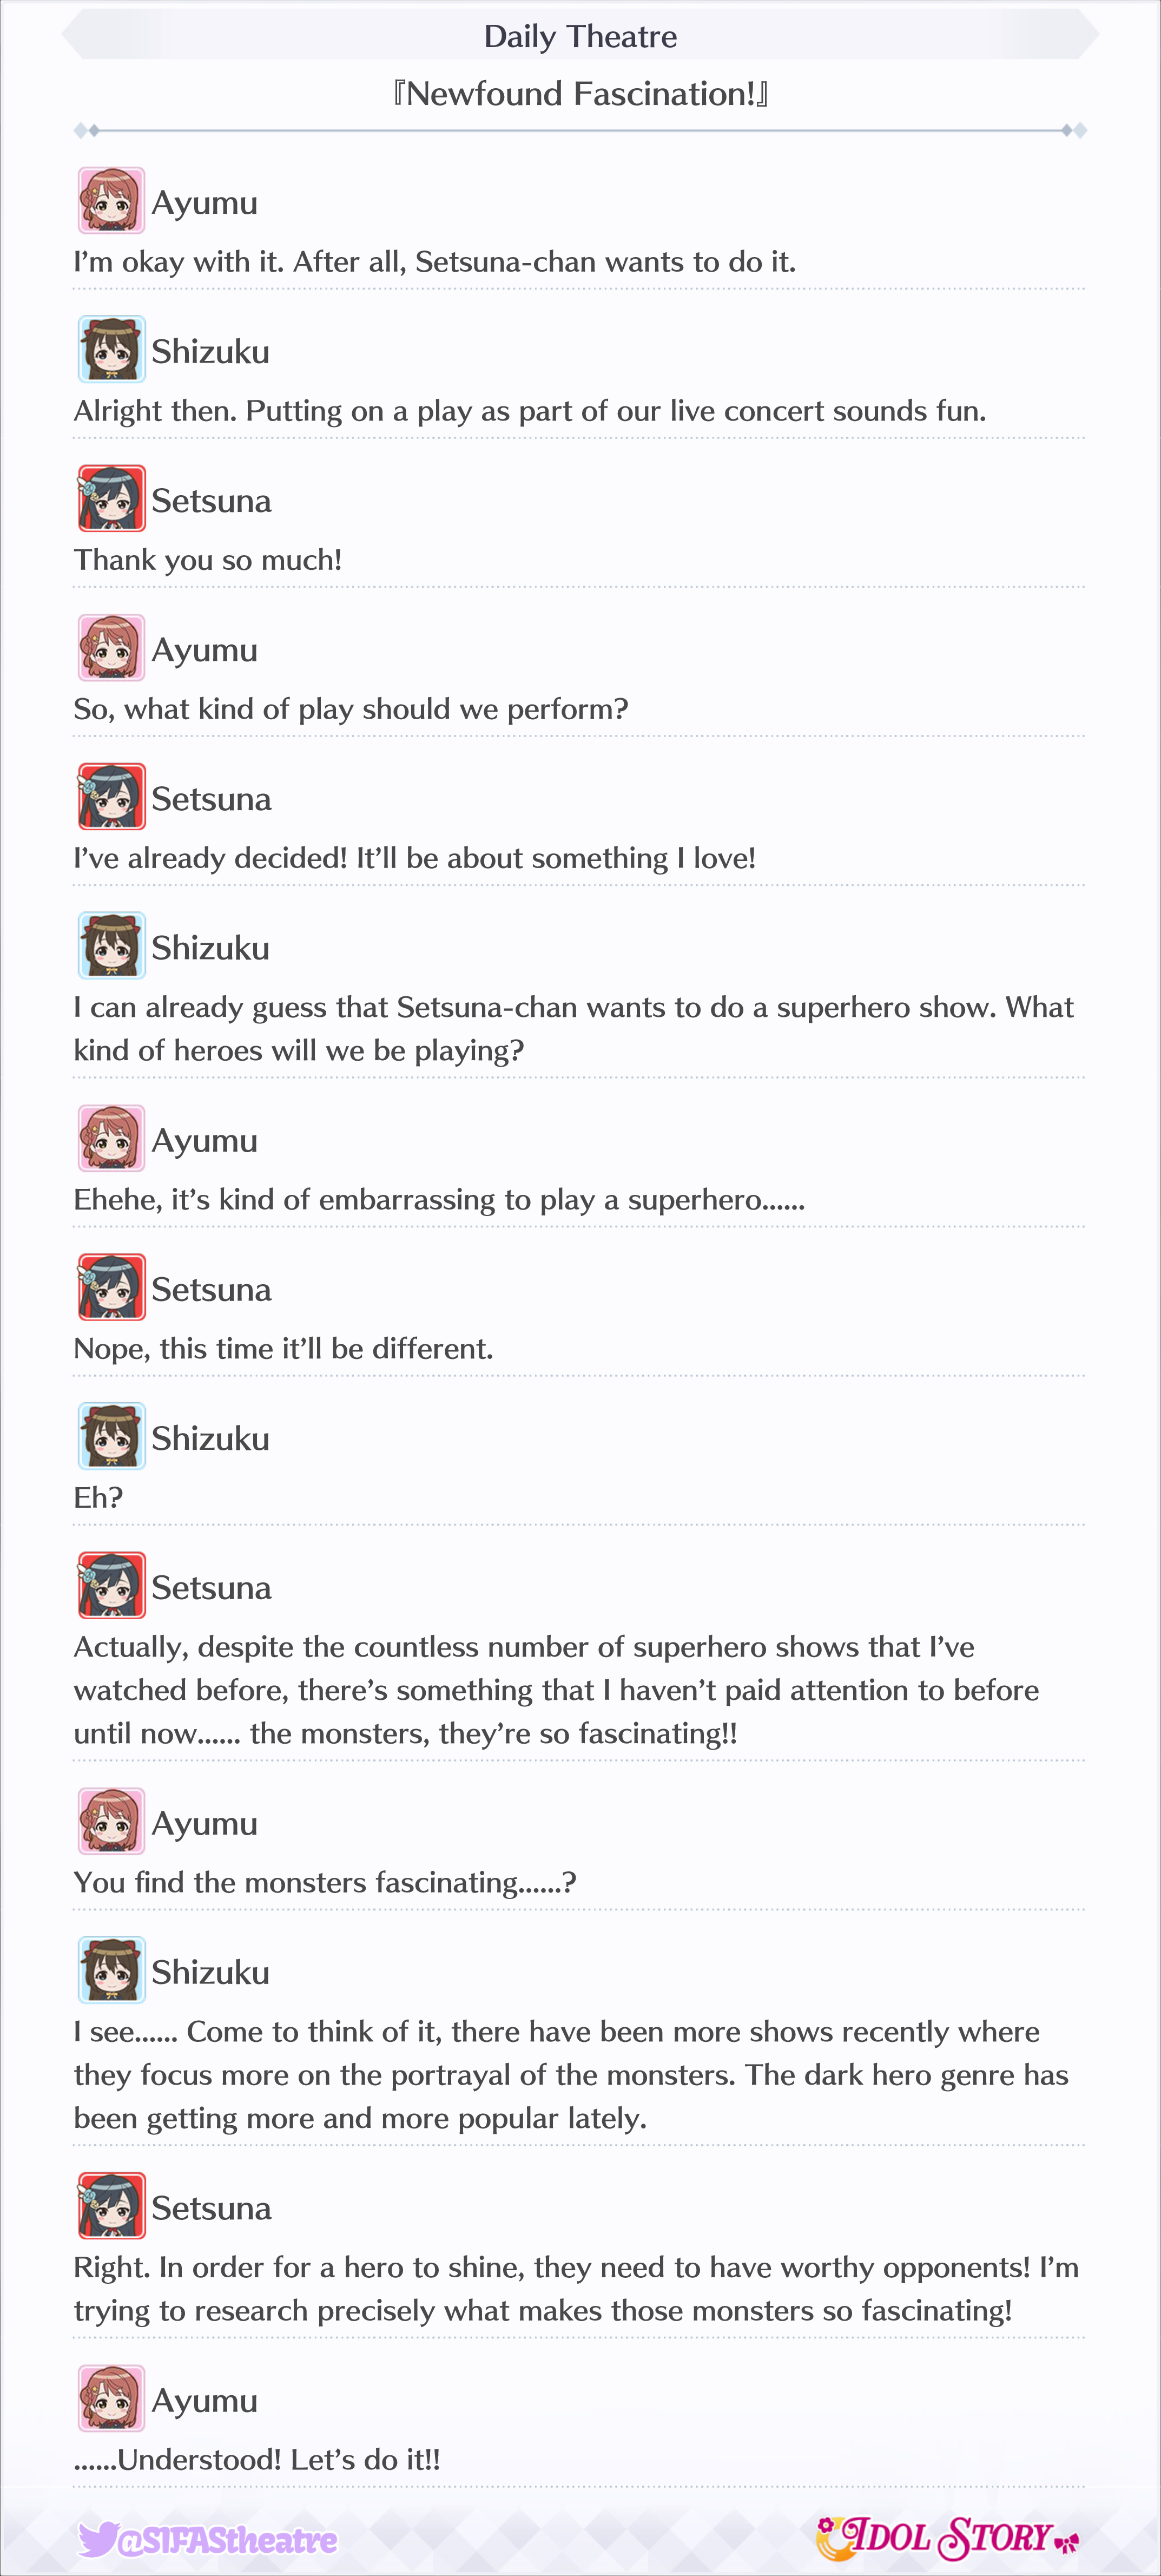 Daily Theatre
『Newfound Fascination!』
Ayumu
I'm okay with it. After all, Setsuna-chan wants to do it.
Shizuku
Alright then. Putting on a play as part of our live concert sounds fun.
Setsuna
Thank you so much!
Ayumu
So, what kind of play should we perform?
Setsuna
I've already decided! It'll be about something I love!
Shizuku
I can already guess that Setsuna-chan wants to do a superhero show. What
kind of heroes will we be playing?
Ayumu
Ehehe, it's kind of embarrassing to play a superhero......
Setsuna
Nope, this time it'll be different.
Shizuku
Eh?
Setsuna
Actually, despite the countless number of superhero shows that I've
watched before, there's something that I haven't paid attention to before
until now...... the monsters, they're so fascinating!!
Ayumu
You find the monsters fascinating......?
Shizuku
I see...... Come to think of it, there have been more shows recently where
they focus more on the portrayal of the monsters. The dark hero genre has
been getting more and more popular lately.
Setsuna
Right. In order for a hero to shine, they need to have worthy opponents! I'm
trying to research precisely what makes those monsters so fascinating!
Ayumu
......Understood! Let's do it!!
@SIFAStheatre
IDOL STORY